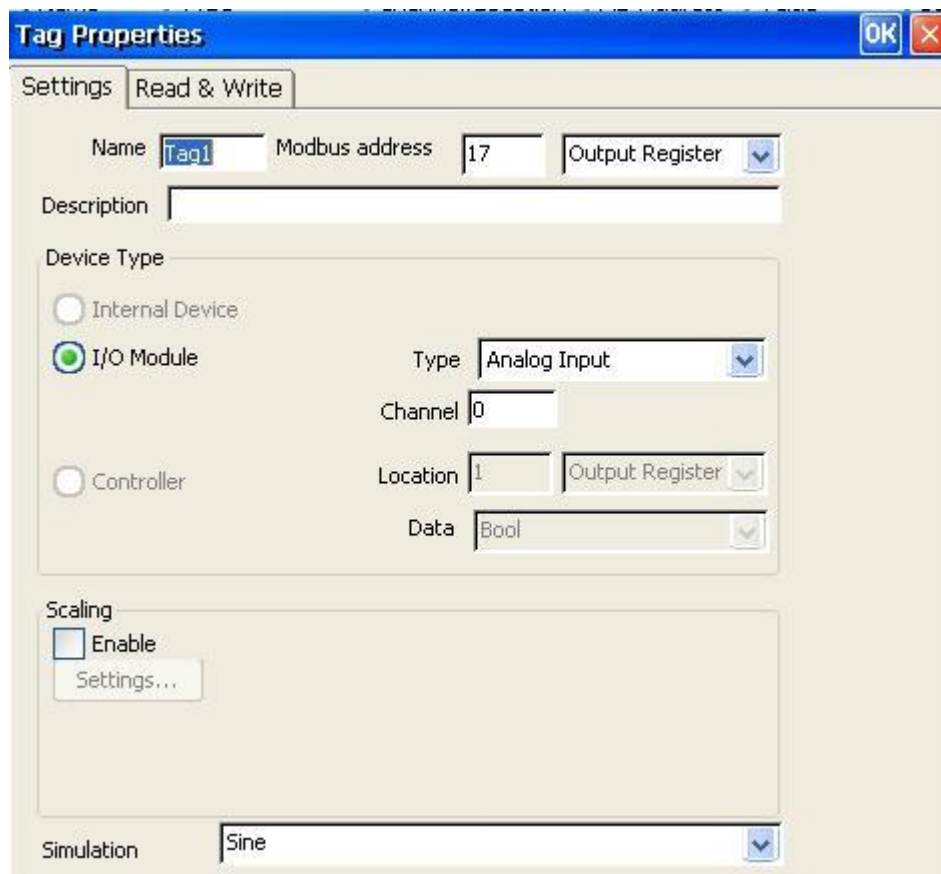 Tag Properties OK
Settings Read & Write
Name Tag1 Modbus address 17 Output Register
Description
Device Type
Internal Device
I/O Module Type Analog Input
Channel 0
Controller Location 1 Output Register
Data Bool
Scaling
Enable
Settings...
Simulation Sine